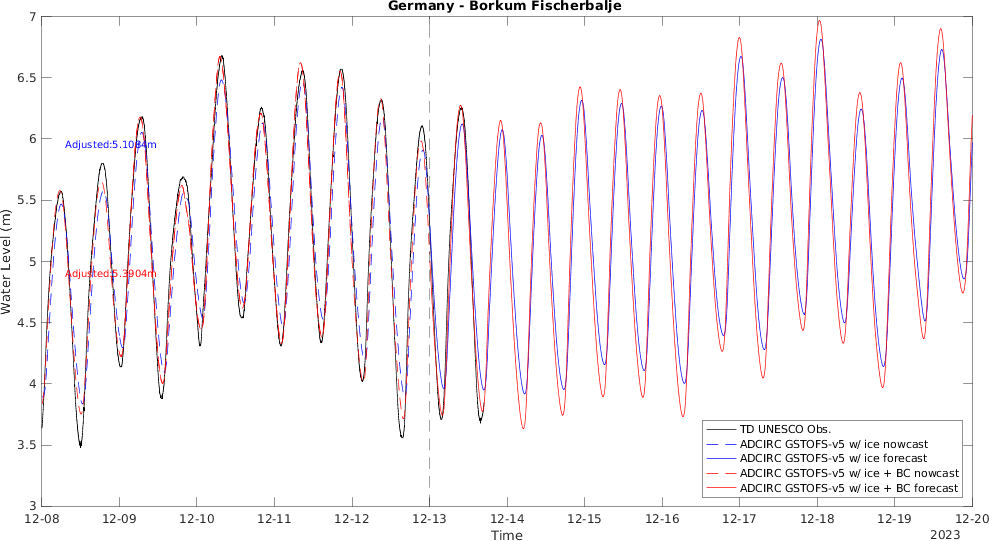 Germany - Borkum Fischerbalje
7
6.5
6
5.5
5
4.5
4
3.5
3
Water Level (m)
Adjusted:5.1084m
Adjusted:5.3904m
TD UNESCO Obs.
ADCIRC GSTOFS-v5 w/ ice nowcast
ADCIRC GSTOFS-v5 w/ ice forecast
ADCIRC GSTOFS-v5 w/ ice + BC nowcast
ADCIRC GSTOFS-v5 w/ ice + BC forecast
12-08 12-09 12-10 12-11 12-12 12-13 12-14 12-15 12-16 12-17 12-18 12-19 12-20
Time
2023